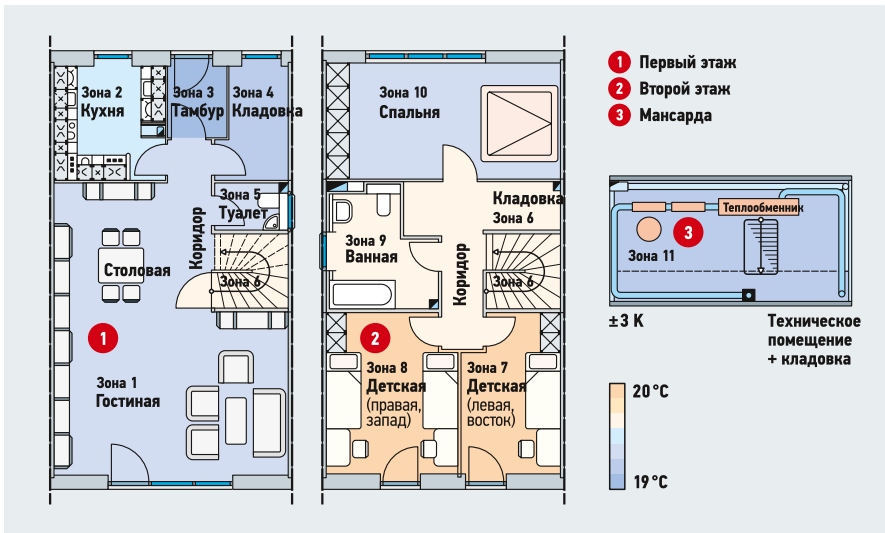 Зона 2
Кухня
Зона 3
Тамбур
Зона 4
Кладовка
Зона 5
Туалет
Коридор
Столовая
Зона 6
1
Зона 1
Гостиная
Зона 10
Спальня
Кладовка
Зона 6
Зона 9
Ванная
Коридор
Зона 6
2
Зона 8
Детская
(правая,
запад)
Зона 7
Детская
(левая,
восток)
1 Первый этаж
2 Второй этаж
3 Мансарда
Теплообменник
3
Зона 11
±3 K
Техническое
помещение
+ кладовка
20 °C
19 °C